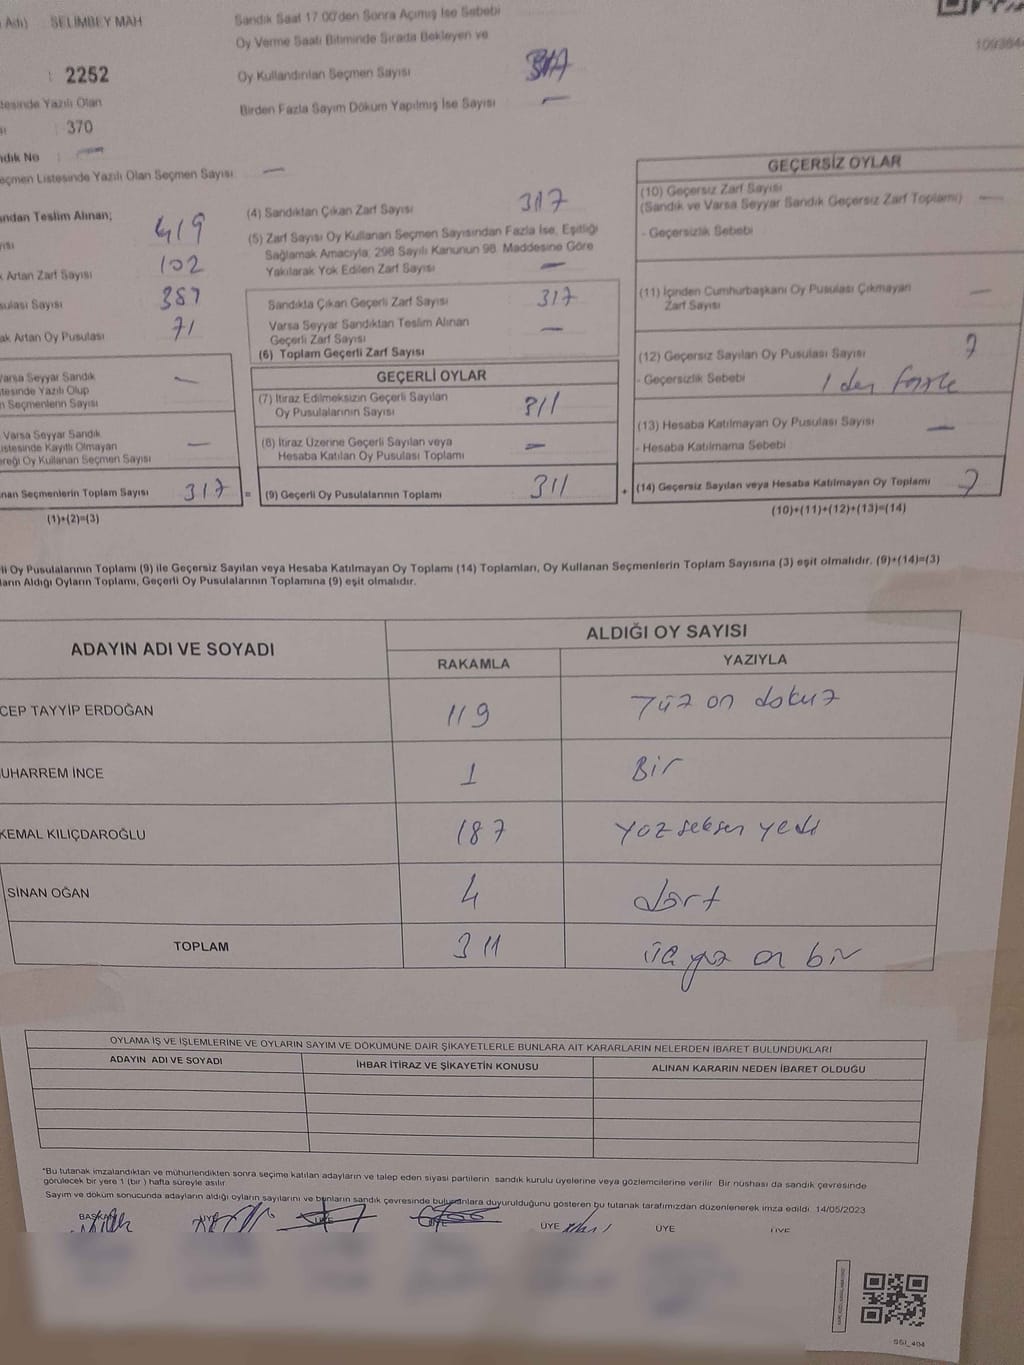 Adı) SELİMBEY MAH
Sandık Saat 17.00'den Sonra Açılmış İse Sebebi
Oy Verme Saati Bitiminde Sırada Bekleyen ve
Oy Kullandırılan Seçmen Sayısı
Birden Fazla Sayım Döküm Yapılmış İse Sayısı —
: 2252
tesinde Yazılı Olan
: 370
ndık No : —
eçmen Listesinde Yazılı Olan Seçmen Sayısı —
ndan Teslim Alınan;
yısı 419
k Artan Zarf Sayısı 102
sulası Sayısı 389
ak Artan Oy Pusulası 71
Varsa Seyyar Sandık
tesinde Yazılı Olup
n Seçmenlerin Sayısı —
Varsa Seyyar Sandık
istesinde Kayıtlı Olmayan
ereği Oy Kullanan Seçmen Sayısı —
nan Seçmenlerin Toplam Sayısı 317 =
(1)+(2)=(3)
(4) Sandıktan Çıkan Zarf Sayısı 317
(5) Zarf Sayısı Oy Kullanan Seçmen Sayısından Fazla İse, Eşitliği
Sağlamak Amacıyla, 298 Sayılı Kanunun 98. Maddesine Göre
Yakılarak Yok Edilen Zarf Sayısı —
Sandıkta Çıkan Geçerli Zarf Sayısı 317
Varsa Seyyar Sandıktan Teslim Alınan
Geçerli Zarf Sayısı —
(6) Toplam Geçerli Zarf Sayısı
GEÇERLİ OYLAR
(7) İtiraz Edilmeksizin Geçerli Sayılan
Oy Pusulalarının Sayısı 311
(8) İtiraz Üzerine Geçerli Sayılan veya
Hesaba Katılan Oy Pusulası Toplamı —
(9) Geçerli Oy Pusulalarının Toplamı 311 +
GEÇERSİZ OYLAR
(10) Geçersiz Zarf Sayısı
(Sandık ve Varsa Seyyar Sandık Geçersiz Zarf Toplamı) —
- Geçersizlik Sebebi
(11) İçinden Cumhurbaşkanı Oy Pusulası Çıkmayan
Zarf Sayısı —
(12) Geçersiz Sayılan Oy Pusulası Sayısı 7
- Geçersizlik Sebebi 1 den fazla
(13) Hesaba Katılmayan Oy Pusulası Sayısı —
- Hesaba Katılmama Sebebi
(14) Geçersiz Sayılan veya Hesaba Katılmayan Oy Toplamı 7
(10)+(11)+(12)+(13)=(14)
li Oy Pusulalarının Toplamı (9) ile Geçersiz Sayılan veya Hesaba Katılmayan Oy Toplamı (14) Toplamları, Oy Kullanan Seçmenlerin Toplam Sayısına (3) eşit olmalıdır. (9)+(14)=(3)
ların Aldığı Oyların Toplamı, Geçerli Oy Pusulalarının Toplamına (9) eşit olmalıdır.
ADAYIN ADI VE SOYADI ALDIĞI OY SAYISI
RAKAMLA YAZIYLA
CEP TAYYİP ERDOĞAN 119 Yüz on dokuz
UHARREM İNCE 1 Bir
KEMAL KILIÇDAROĞLU 187 yoz seksen yedi
SİNAN OĞAN 4 dört
TOPLAM 311 üç yüz on bir
OYLAMA İŞ VE İŞLEMLERİNE VE OYLARIN SAYIM VE DÖKÜMÜNE DAİR ŞİKAYETLERLE BUNLARA AİT KARARLARIN NELERDEN İBARET BULUNDUKLARI
ADAYIN ADI VE SOYADI İHBAR İTİRAZ VE ŞİKAYETİN KONUSU ALINAN KARARIN NEDEN İBARET OLDUĞU
*Bu tutanak imzalandıktan ve mühürlendikten sonra seçime katılan adayların ve talep eden siyasi partilerin sandık kurulu üyelerine veya gözlemcilerine verilir. Bir nüshası da sandık çevresinde
görülecek bir yere 1 (bir) hafta süreyle asılır.
Sayım ve döküm sonucunda adayların aldığı oyların sayılarını ve bunların sandık çevresinde bulunanlara duyurulduğunu gösteren bu tutanak tarafımızdan düzenlenerek imza edildi. 14/05/2023
BAŞKAN ÜYE ÜYE ÜYE ÜYE ÜYE ÜYE